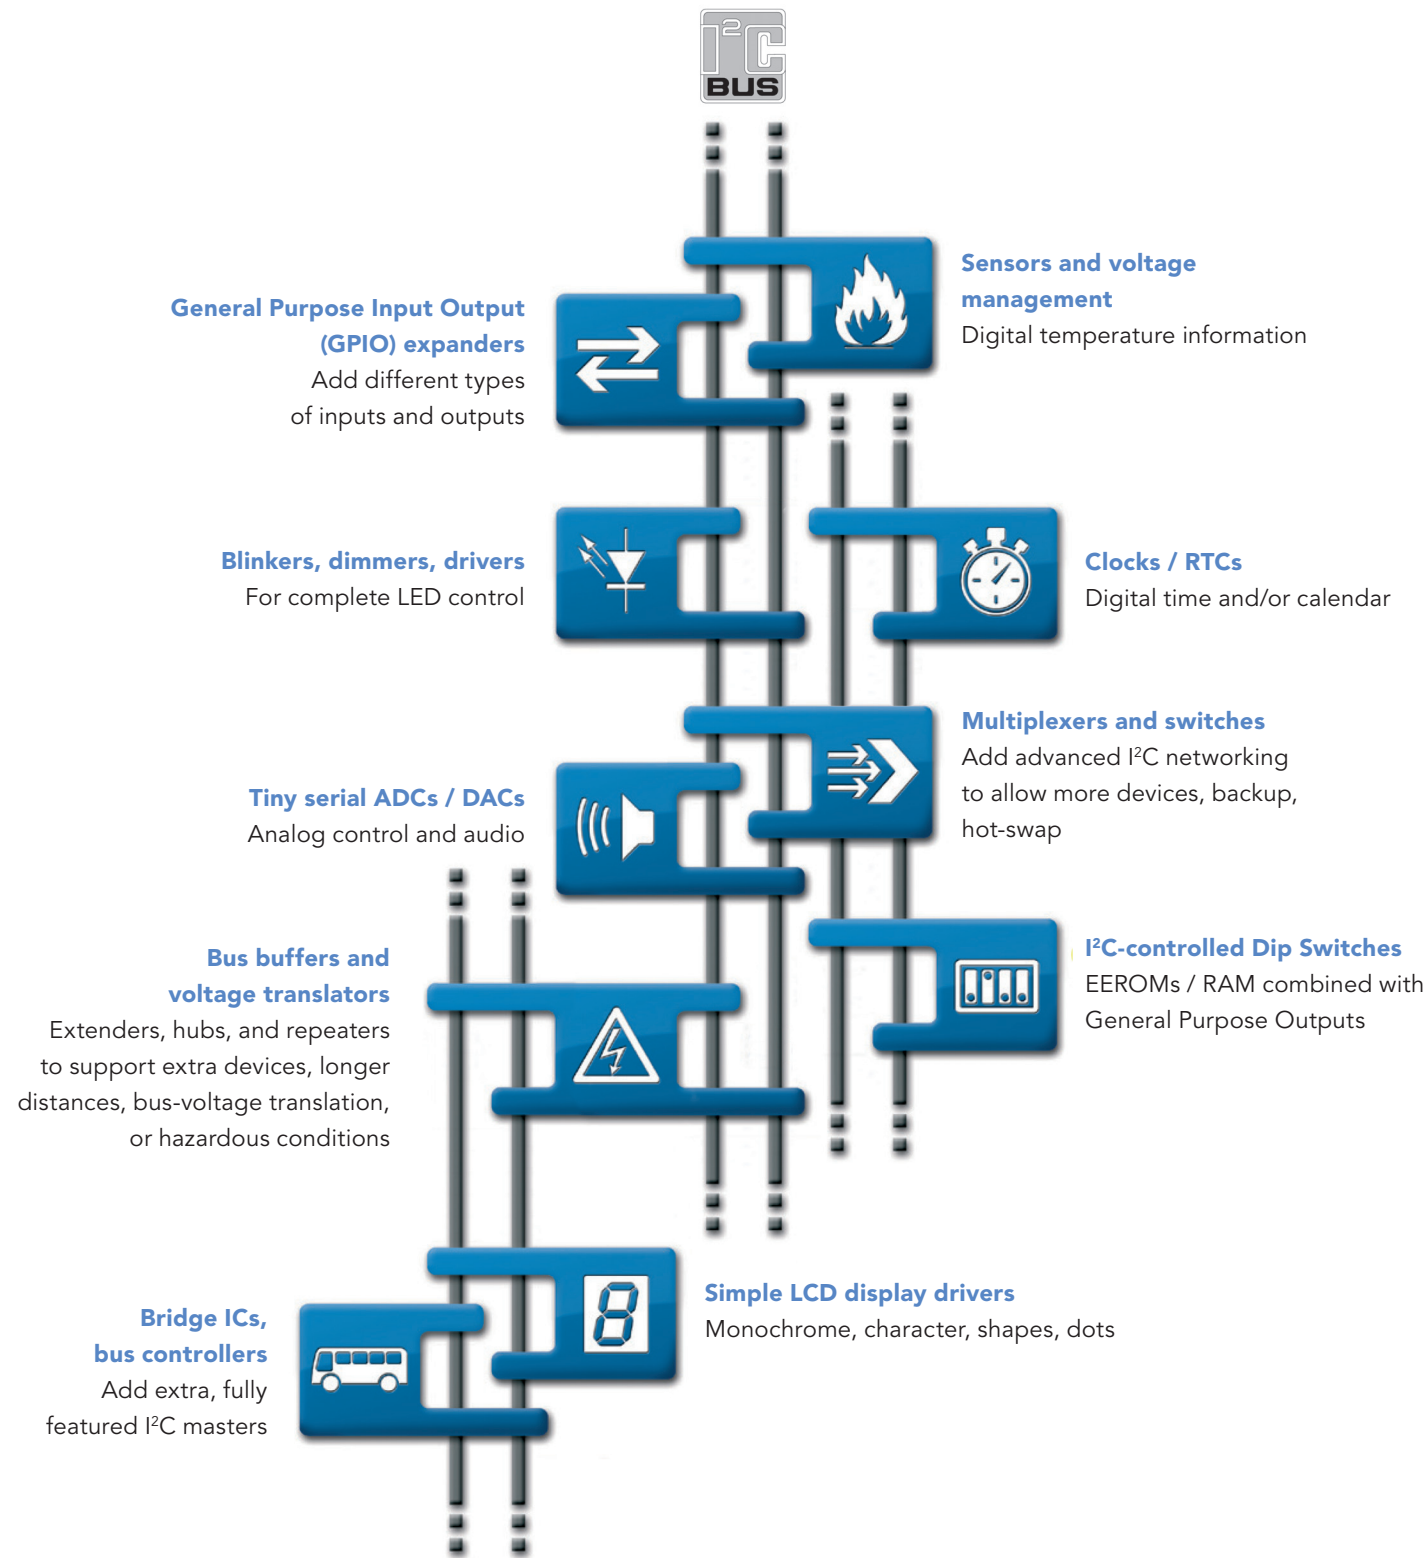 I²C
BUS
Sensors and voltage
management
Digital temperature information
General Purpose Input Output
(GPIO) expanders
Add different types
of inputs and outputs
Blinkers, dimmers, drivers
For complete LED control
Clocks / RTCs
Digital time and/or calendar
Multiplexers and switches
Add advanced I²C networking
to allow more devices, backup,
hot-swap
Tiny serial ADCs / DACs
Analog control and audio
Bus buffers and
voltage translators
Extenders, hubs, and repeaters
to support extra devices, longer
distances, bus-voltage translation,
or hazardous conditions
I²C-controlled Dip Switches
EEROMs / RAM combined with
General Purpose Outputs
8
Simple LCD display drivers
Monochrome, character, shapes, dots
Bridge ICs,
bus controllers
Add extra, fully
featured I²C masters